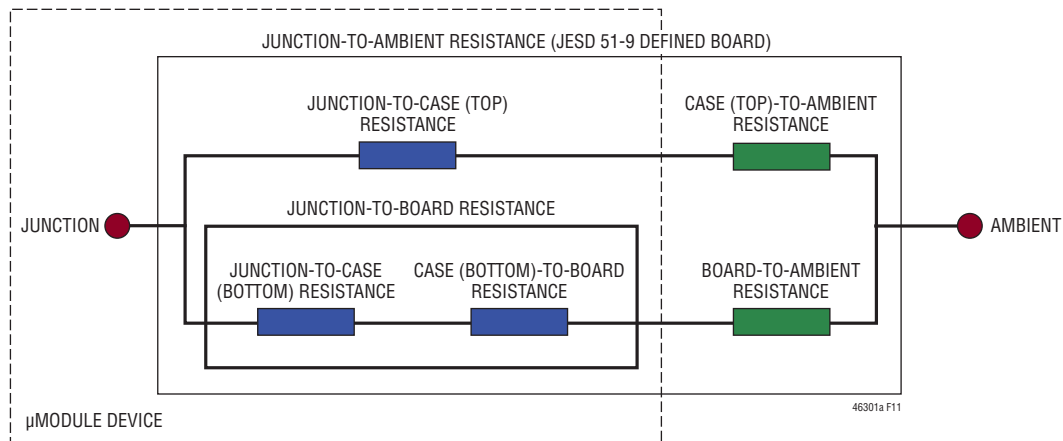 JUNCTION-TO-AMBIENT RESISTANCE (JESD 51-9 DEFINED BOARD)
JUNCTION-TO-CASE (TOP)
RESISTANCE
CASE (TOP)-TO-AMBIENT
RESISTANCE
JUNCTION-TO-BOARD RESISTANCE
JUNCTION
AMBIENT
JUNCTION-TO-CASE
(BOTTOM) RESISTANCE
CASE (BOTTOM)-TO-BOARD
RESISTANCE
BOARD-TO-AMBIENT
RESISTANCE
46301a F11
µMODULE DEVICE